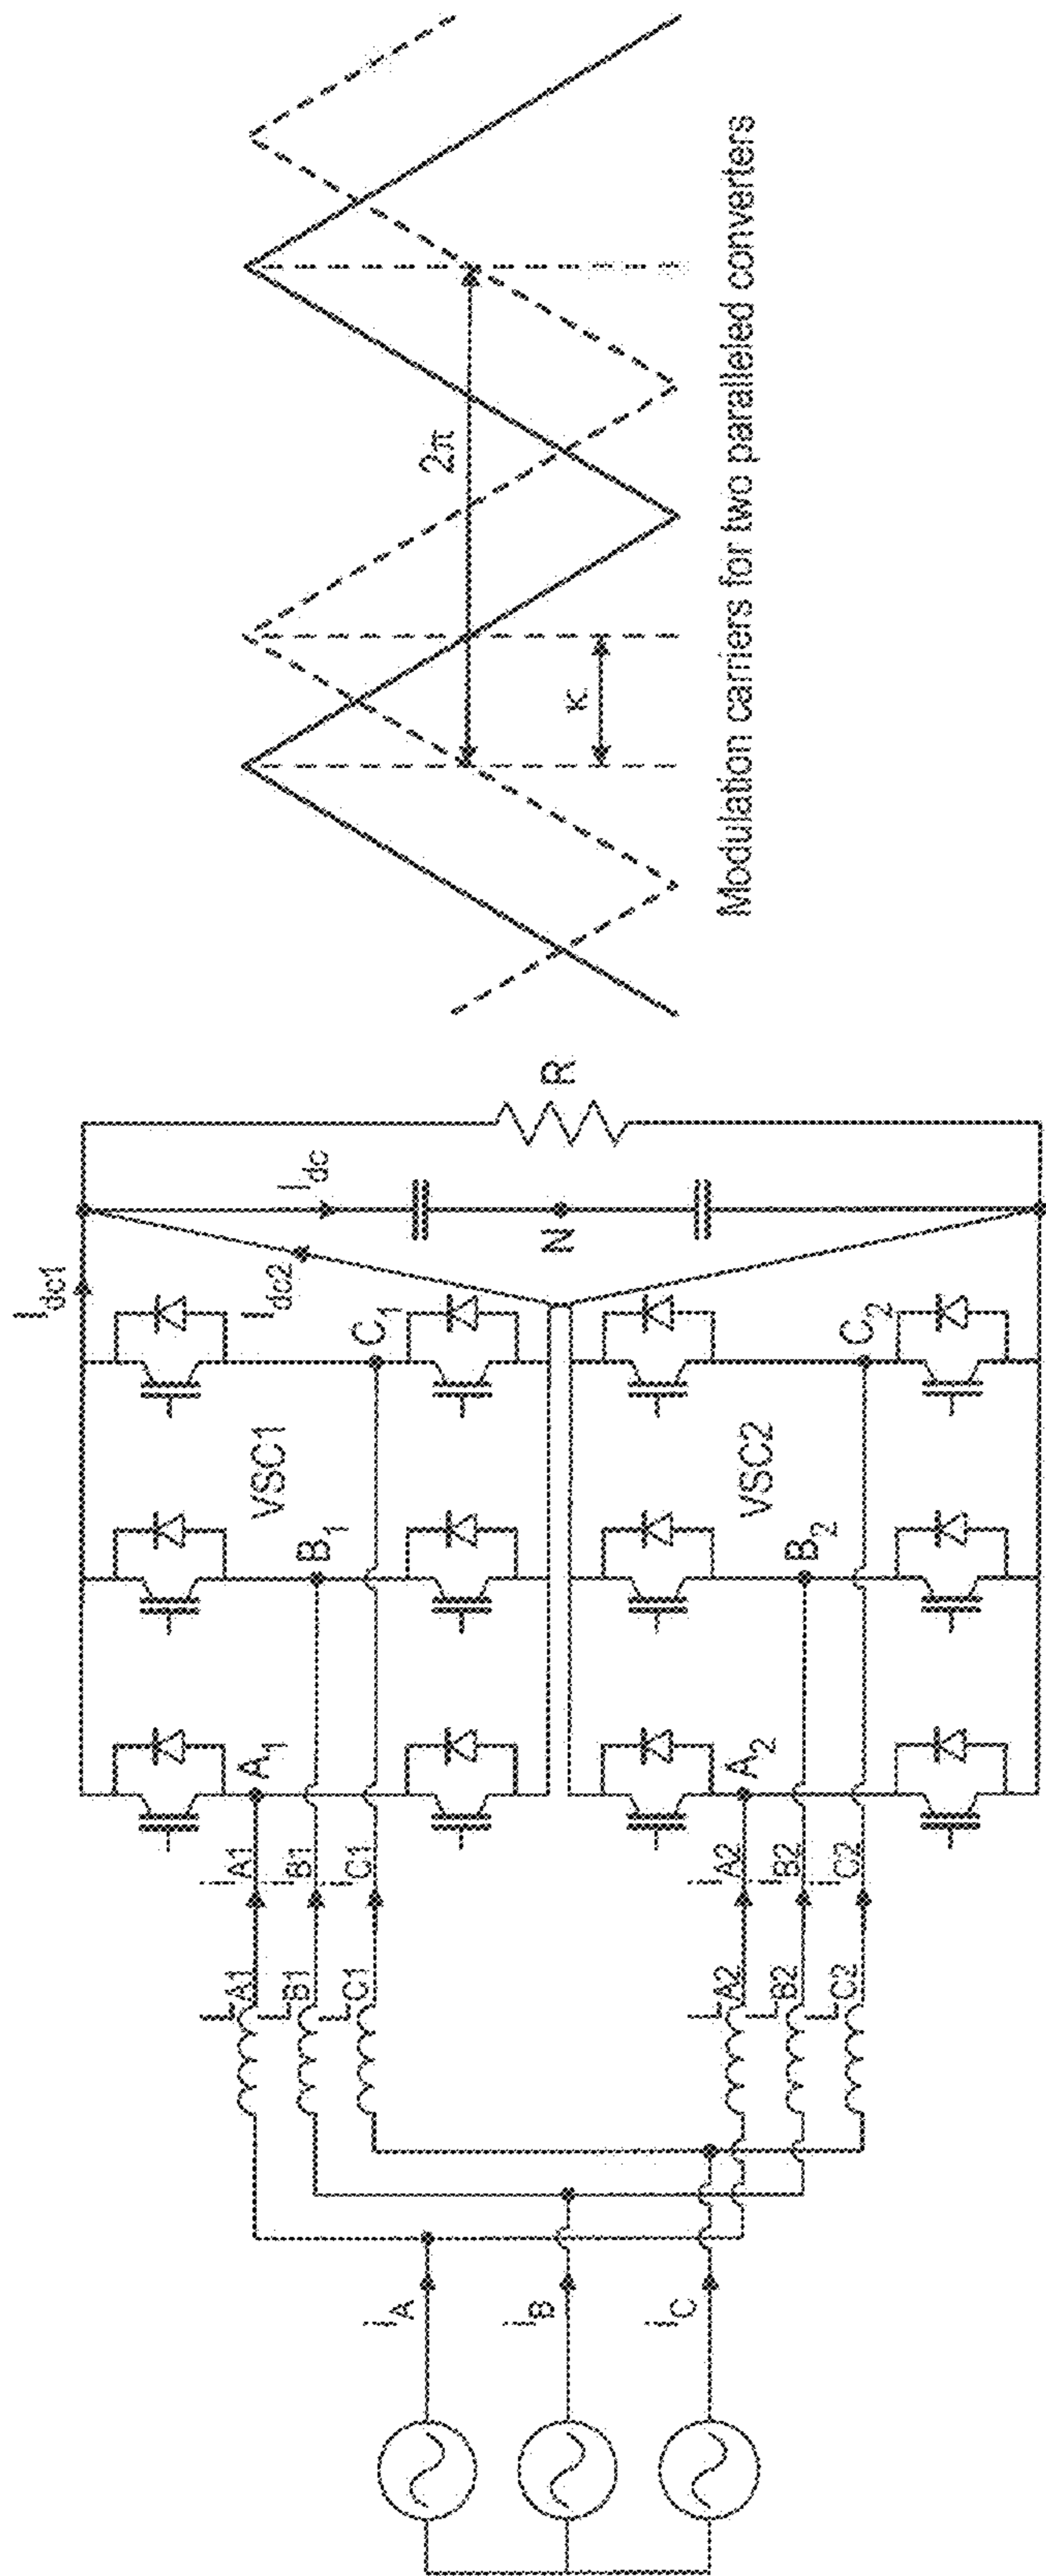 i_A
i_B
i_C
L_A1
L_B1
L_C1
i_A1
i_B1
i_C1
L_A2
L_B2
L_C2
i_A2
i_B2
i_C2
A_1
B_1
C_1
VSC1
A_2
B_2
C_2
VSC2
I_dc1
I_dc2
I_dc
N
R
2π
κ
Modulation carriers for two paralleled converters